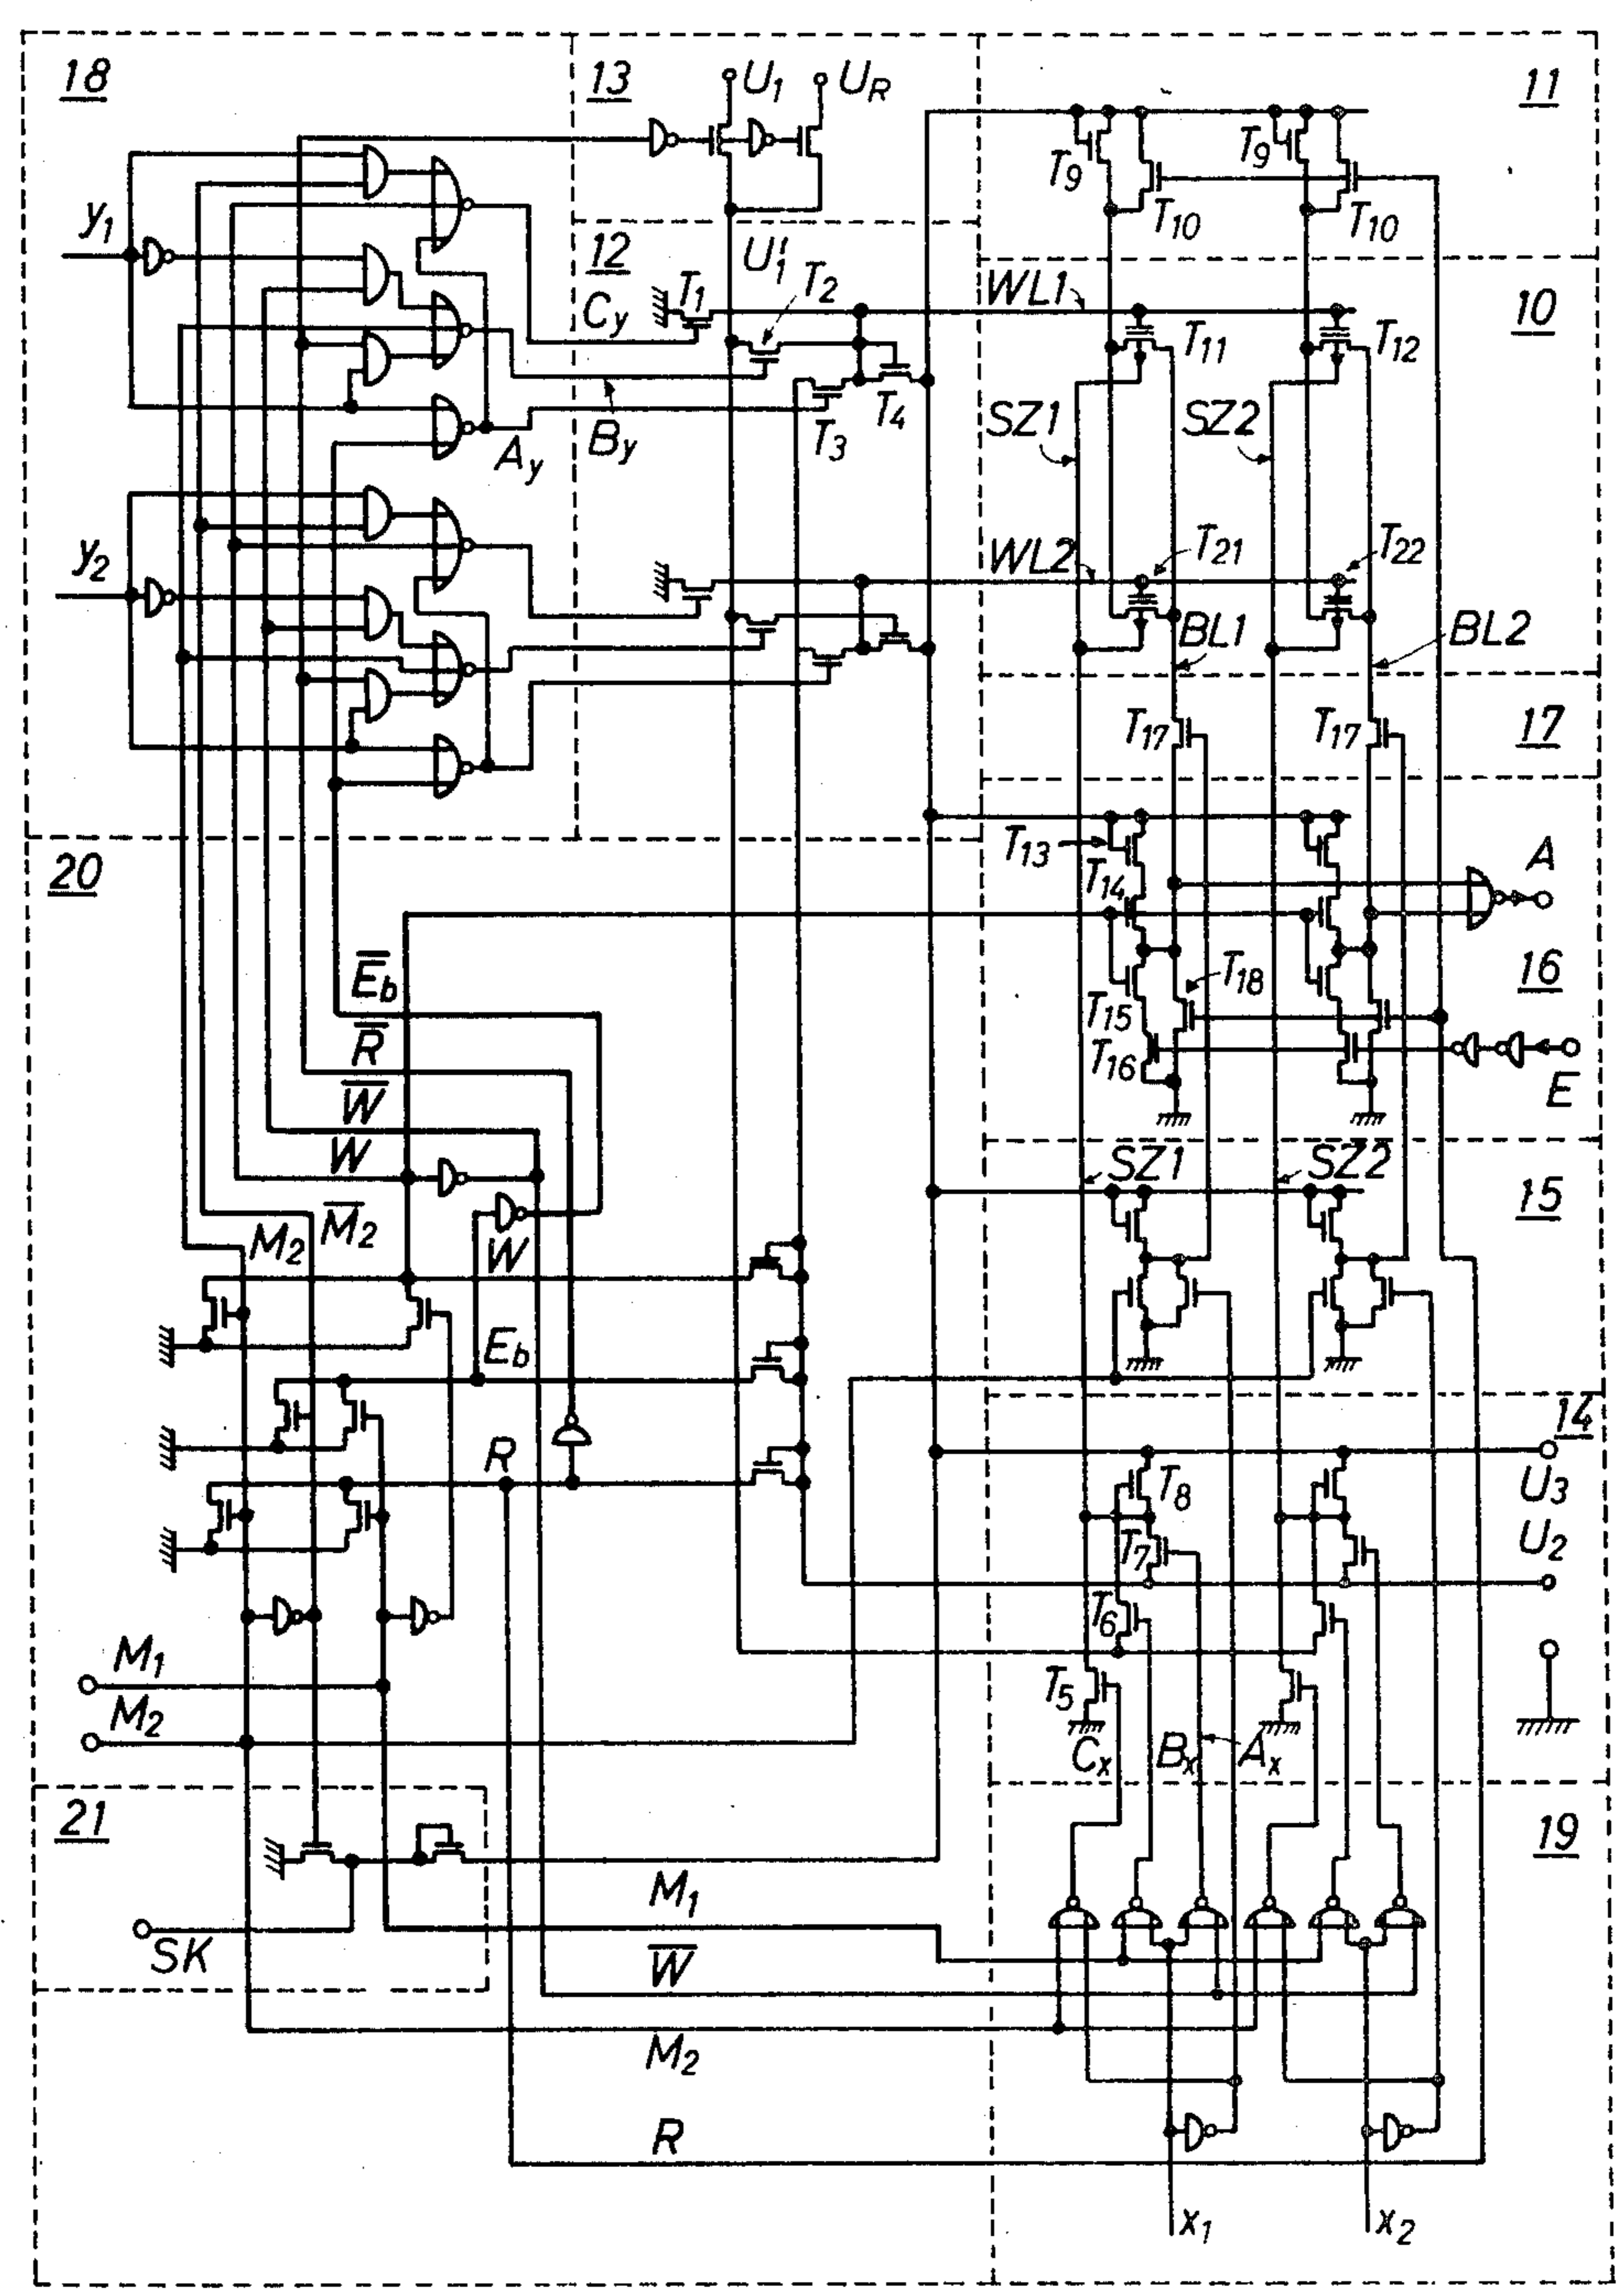 18
13
U1
UR
11
T9
T9
T10
T10
y1
12
U1'
T2
Cy
T1
WL1
10
T11
T12
SZ1
SZ2
T4
T3
By
Ay
y2
WL2
T21
T22
BL1
BL2
T17
T17
17
20
T13
A
T14
Eb
T18
16
T15
R
T16
E
W
W
SZ1
SZ2
15
M2
M2
W
Eb
14
R
T8
U3
U2
T7
T6
M1
M2
T5
Cx
Bx
Ax
21
19
M1
SK
W
M2
R
x1
x2